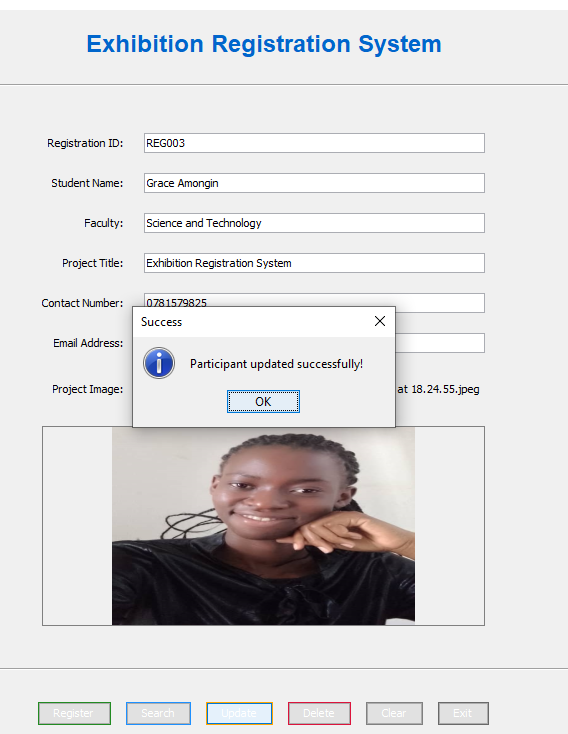 Exhibition Registration System
Registration ID: REG003
Student Name: Grace Amongin
Faculty: Science and Technology
Project Title: Exhibition Registration System
Contact Number: 0781579825
Success
Email Address:
Participant updated successfully!
Project Image: at 18.24.55.jpeg
OK
Register Search Update Delete Clear Exit